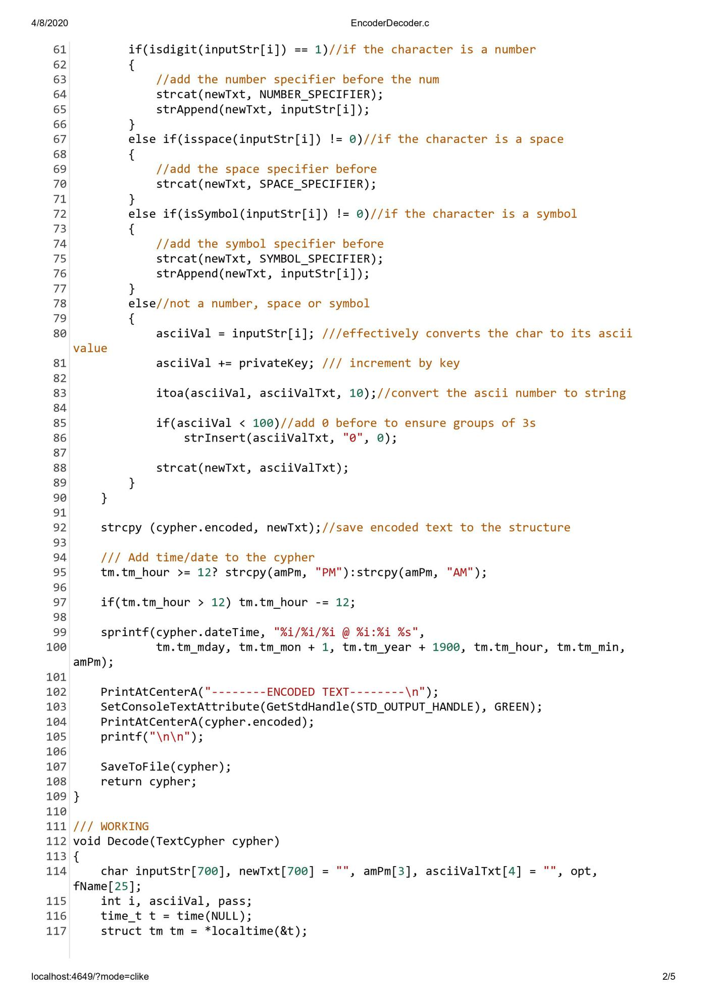 4/8/2020 EncoderDecoder.c
61         if(isdigit(inputStr[i]) == 1)//if the character is a number
62         {
63             //add the number specifier before the num
64             strcat(newTxt, NUMBER_SPECIFIER);
65             strAppend(newTxt, inputStr[i]);
66         }
67         else if(isspace(inputStr[i]) != 0)//if the character is a space
68         {
69             //add the space specifier before
70             strcat(newTxt, SPACE_SPECIFIER);
71         }
72         else if(isSymbol(inputStr[i]) != 0)//if the character is a symbol
73         {
74             //add the symbol specifier before
75             strcat(newTxt, SYMBOL_SPECIFIER);
76             strAppend(newTxt, inputStr[i]);
77         }
78         else//not a number, space or symbol
79         {
80             asciiVal = inputStr[i]; ///effectively converts the char to its ascii
value
81             asciiVal += privateKey; /// increment by key
82
83             itoa(asciiVal, asciiValTxt, 10);//convert the ascii number to string
84
85             if(asciiVal < 100)//add 0 before to ensure groups of 3s
86                 strInsert(asciiValTxt, "0", 0);
87
88             strcat(newTxt, asciiValTxt);
89         }
90     }
91
92     strcpy (cypher.encoded, newTxt);//save encoded text to the structure
93
94     /// Add time/date to the cypher
95     tm.tm_hour >= 12? strcpy(amPm, "PM"):strcpy(amPm, "AM");
96
97     if(tm.tm_hour > 12) tm.tm_hour -= 12;
98
99     sprintf(cypher.dateTime, "%i/%i/%i @ %i:%i %s",
100             tm.tm_mday, tm.tm_mon + 1, tm.tm_year + 1900, tm.tm_hour, tm.tm_min,
amPm);
101
102     PrintAtCenterA("--------ENCODED TEXT--------\n");
103     SetConsoleTextAttribute(GetStdHandle(STD_OUTPUT_HANDLE), GREEN);
104     PrintAtCenterA(cypher.encoded);
105     printf("\n\n");
106
107     SaveToFile(cypher);
108     return cypher;
109 }
110
111 /// WORKING
112 void Decode(TextCypher cypher)
113 {
114     char inputStr[700], newTxt[700] = "", amPm[3], asciiValTxt[4] = "", opt,
fName[25];
115     int i, asciiVal, pass;
116     time_t t = time(NULL);
117     struct tm tm = *localtime(&t);
localhost:4649/?mode=clike 2/5